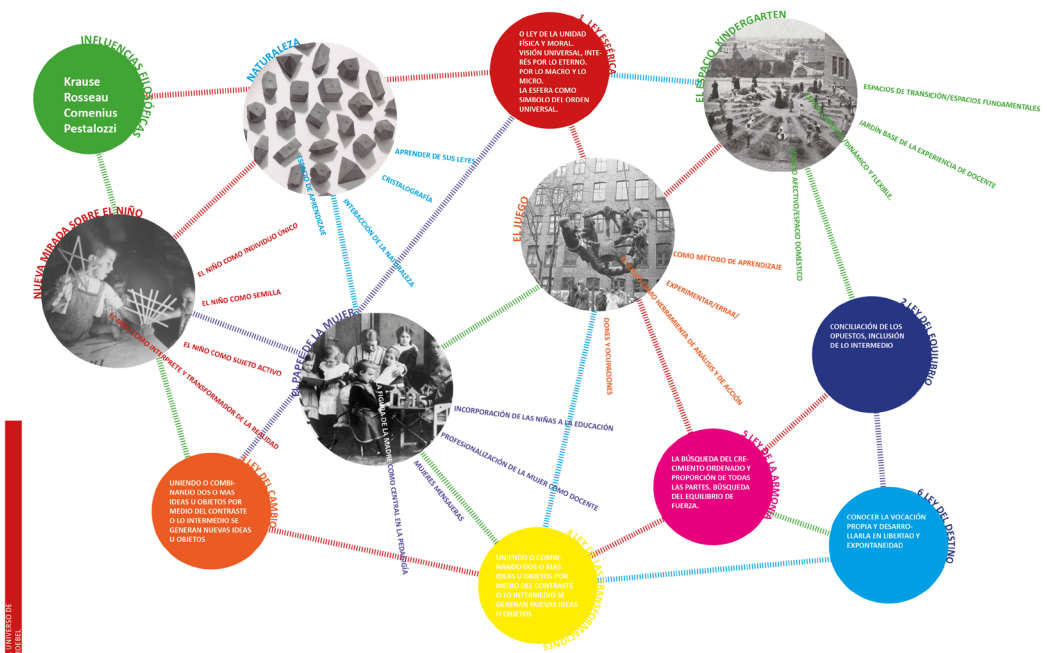 INFLUENCIAS FILOSÓFICAS
Krause
Rosseau
Comenius
Pestalozzi
NATURALEZA
APRENDER DE SUS LEYES
CRISTALOGRAFÍA
INTERACCIÓN DE LA NATURALEZA
ESPACIO DE APRENDIZAJE
1. LEY ESFÉRICA
O LEY DE LA UNIDAD
FÍSICA Y MORAL.
VISIÓN UNIVERSAL, INTE-
RÉS POR LO ETERNO.
POR LO MACRO Y LO
MICRO.
LA ESFERA COMO
SIMBOLO DEL ORDEN
UNIVERSAL.
EL ESPACIO_KINDERGARTEN
ESPACIOS DE TRANSICIÓN/ESPACIOS FUNDAMENTALES
JARDÍN BASE DE LA EXPERIENCIA DE DOCENTE
DINÁMICO Y FLEXIBLE.
AFECTIVO/ESPACIO DOMÉSTICO
NUEVA MIRADA SOBRE EL NIÑO
EL NIÑO COMO INDIVIDUO ÚNICO
EL NIÑO COMO SEMILLA
EL NIÑO COMO SUJETO ACTIVO
EL NIÑO COMO INTERPRETE Y TRANSFORMADOR DE LA REALIDAD
EL JUEGO
COMO MÉTODO DE APRENDIZAJE
EXPERIMENTAR/ERRAR/
EL JUEGO COMO HERRAMIENTA DE ANÁLISIS Y DE ACCIÓN
DONES Y OCUPACIONES
EL PAPEL DE LA MUJER
INCORPORACIÓN DE LAS NIÑAS A LA EDUCACIÓN
PROFESIONALIZACIÓN DE LA MUJER COMO DOCENTE
MUJERES MENSAJERAS
LA FIGURA DE LA MADRE COMO CENTRAL EN LA PEDAGOGÍA
2 LEY DEL EQUILIBRIO
CONCILIACIÓN DE LOS
OPUESTOS, INCLUSIÓN
DE LO INTERMEDIO
LEY DEL CAMBIO
UNIENDO O COMBI-
NANDO DOS O MAS
IDEAS U OBJETOS POR
MEDIO DEL CONTRASTE
O LO INTERMEDIO SE
GENERAN NUEVAS IDEAS
U OBJETOS
4 LEY DE LAS TRANSFORMACIONES
UNIENDO O COMBI-
NANDO DOS O MAS
IDEAS U OBJETOS POR
MEDIO DEL CONTRASTE
O LO INTERMEDIO SE
GENERAN NUEVAS IDEAS
U OBJETOS
5 LEY DE LA ARMONÍA
LA BÚSQUEDA DEL CRE-
CIMIENTO ORDENADO Y
PROPORCIÓN DE TODAS
LAS PARTES. BÚSQUEDA
DEL EQUILIBRIO DE
FUERZA.
6 LEY DEL DESTINO
CONOCER LA VOCACIÓN
PROPIA Y DESARRO-
LLARLA EN LIBERTAD Y
EXPONTANEIDAD
UNIVERSO DE